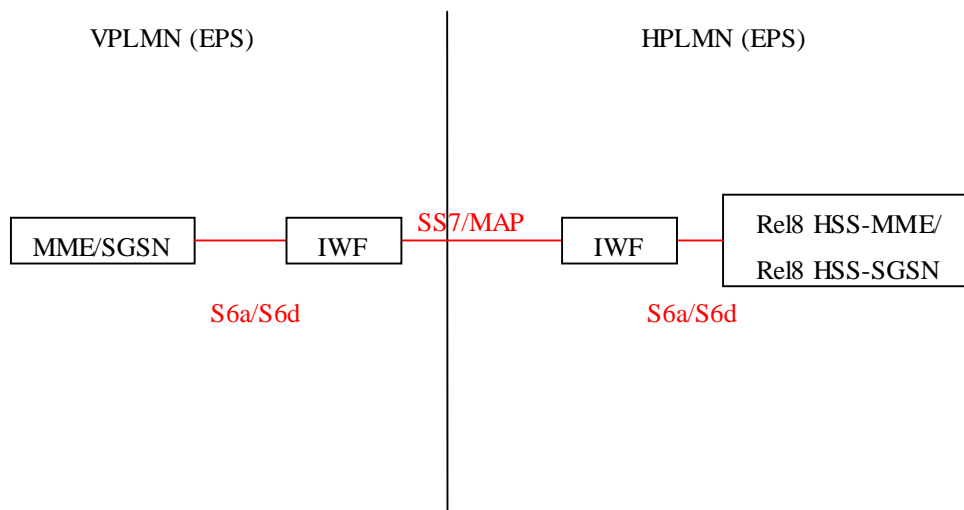 VPLMN (EPS)
HPLMN (EPS)
MME/SGSN
IWF
SS7/MAP
IWF
Rel8 HSS-MME/
Rel8 HSS-SGSN
S6a/S6d
S6a/S6d